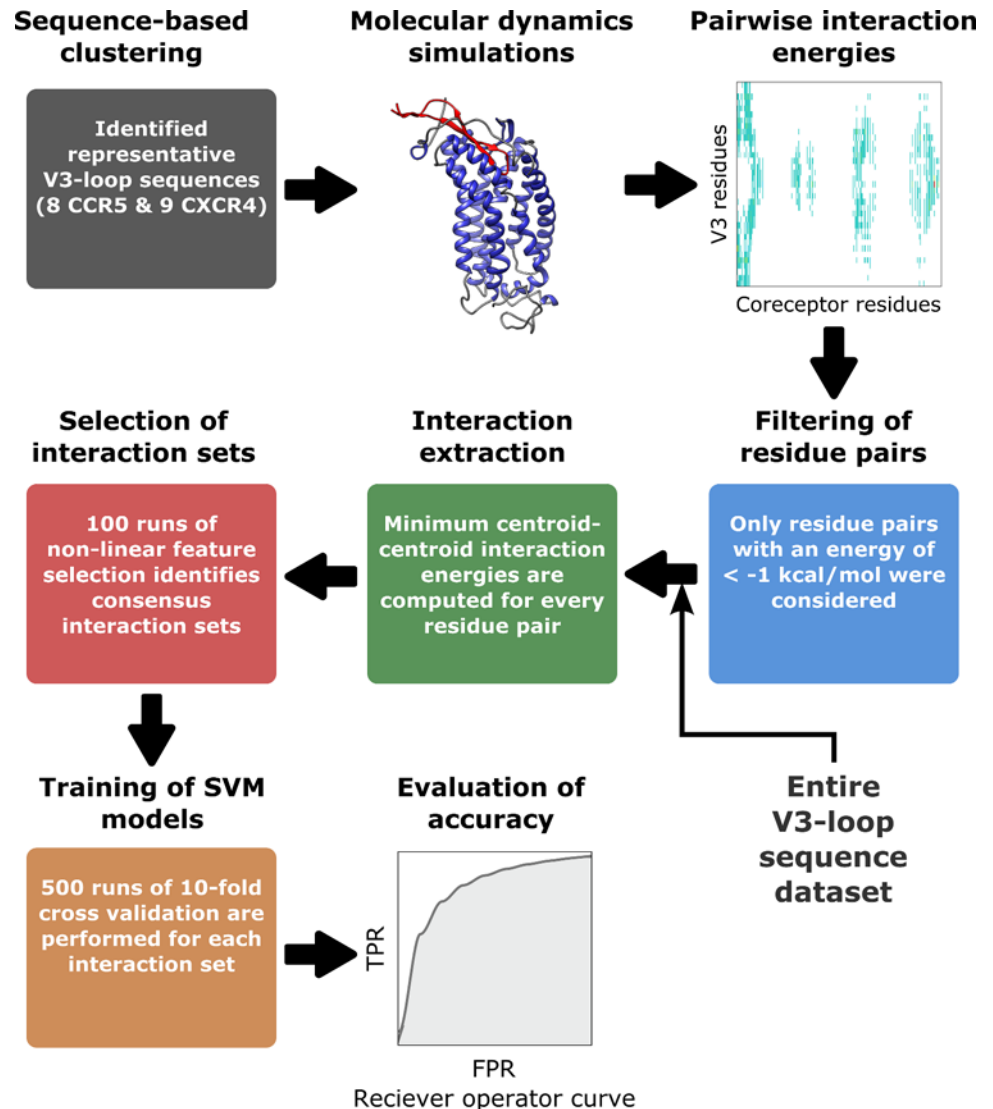 Sequence-based
clustering
Identified
representative
V3-loop sequences
(8 CCR5 & 9 CXCR4)
Molecular dynamics
simulations
Pairwise interaction
energies
V3 residues
Coreceptor residues
Filtering of
residue pairs
Only residue pairs
with an energy of
< -1 kcal/mol were
considered
Interaction
extraction
Minimum centroid-
centroid interaction
energies are
computed for every
residue pair
Selection of
interaction sets
100 runs of
non-linear feature
selection identifies
consensus
interaction sets
Entire
V3-loop
sequence
dataset
Training of SVM
models
500 runs of 10-fold
cross validation are
performed for each
interaction set
Evaluation of
accuracy
TPR
FPR
Reciever operator curve